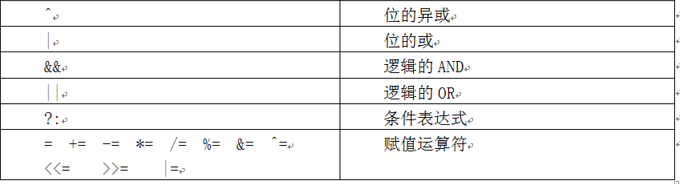 ^ 位的异或
| 位的或
&& 逻辑的 AND
|| 逻辑的 OR
?: 条件表达式
= += -= *= /= %= &= ^= 赋值运算符
<<= >>= |=